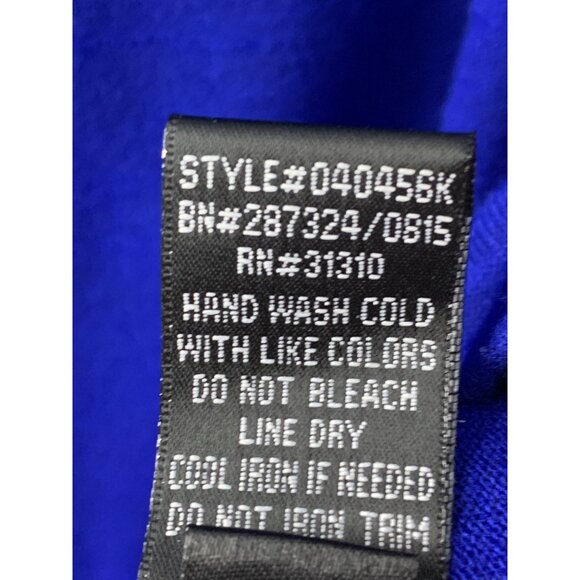 STYLE#040456K
BN#287324/0815
RN#31310
HAND WASH COLD
WITH LIKE COLORS
DO NOT BLEACH
LINE DRY
COOL IRON IF NEEDED
DO NOT IRON TRIM